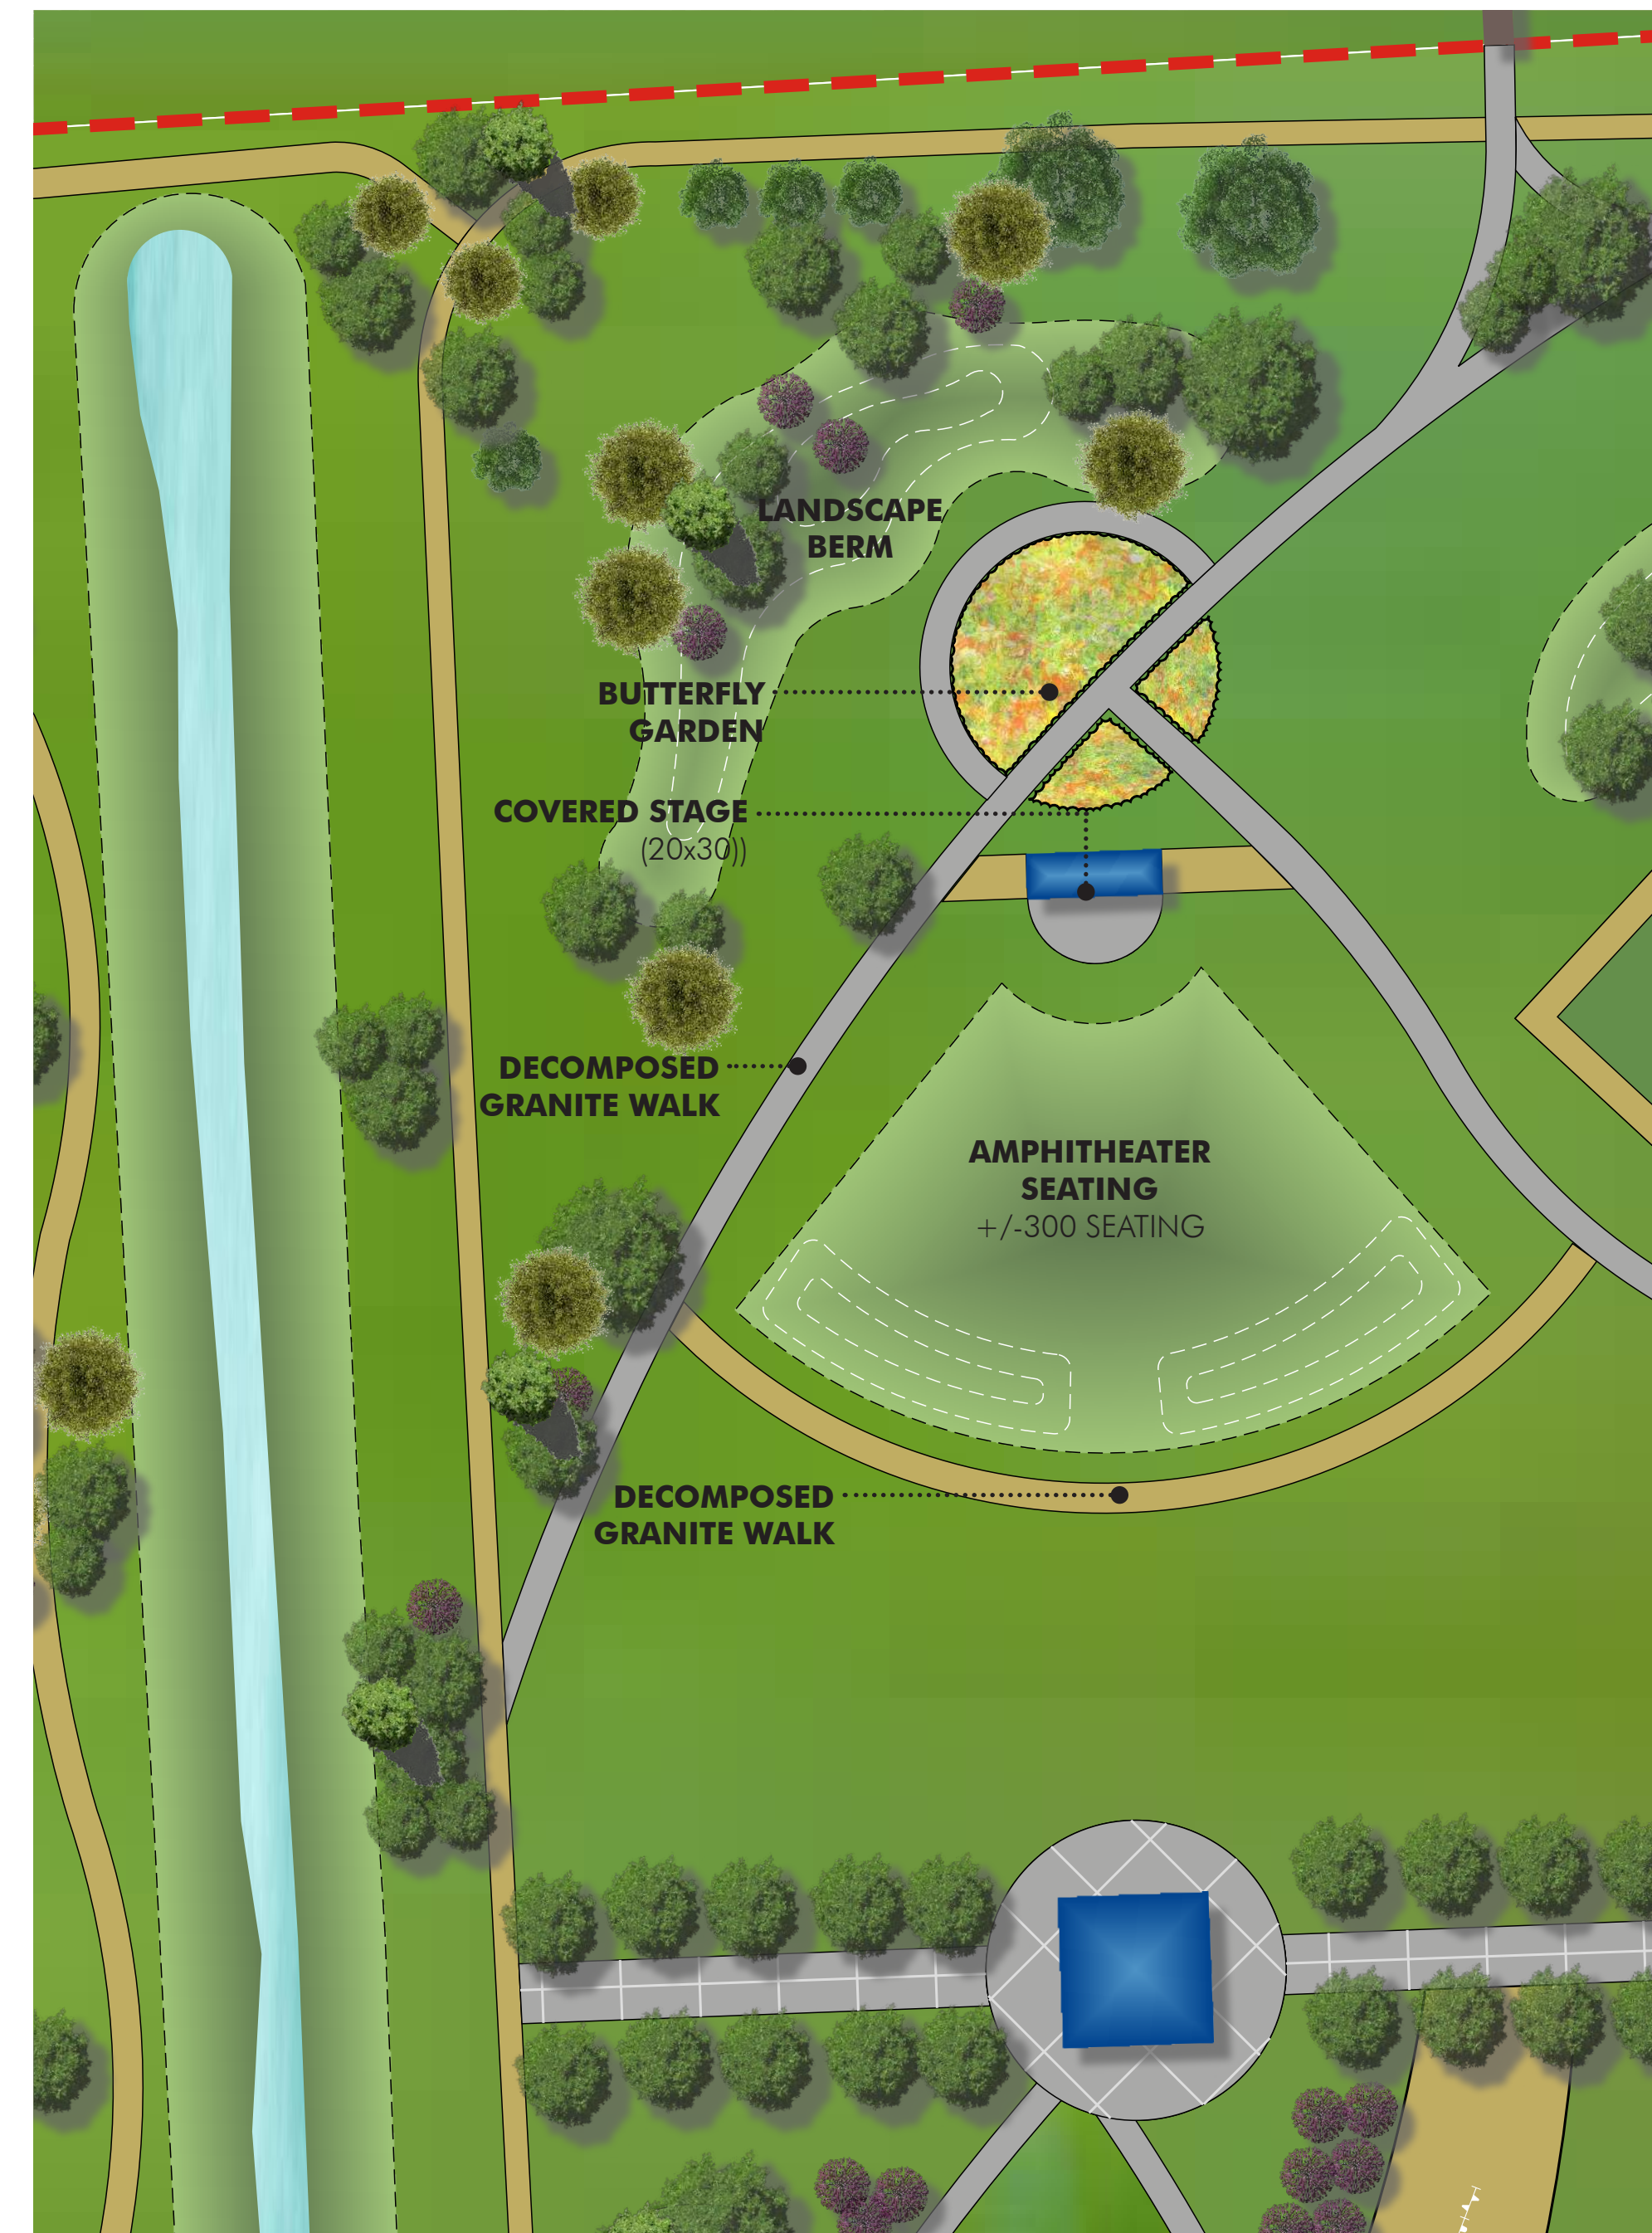 LANDSCAPE
BERM
BUTTERFLY
GARDEN
COVERED STAGE
(20x30))
DECOMPOSED
GRANITE WALK
AMPHITHEATER
SEATING
+/-300 SEATING
DECOMPOSED
GRANITE WALK